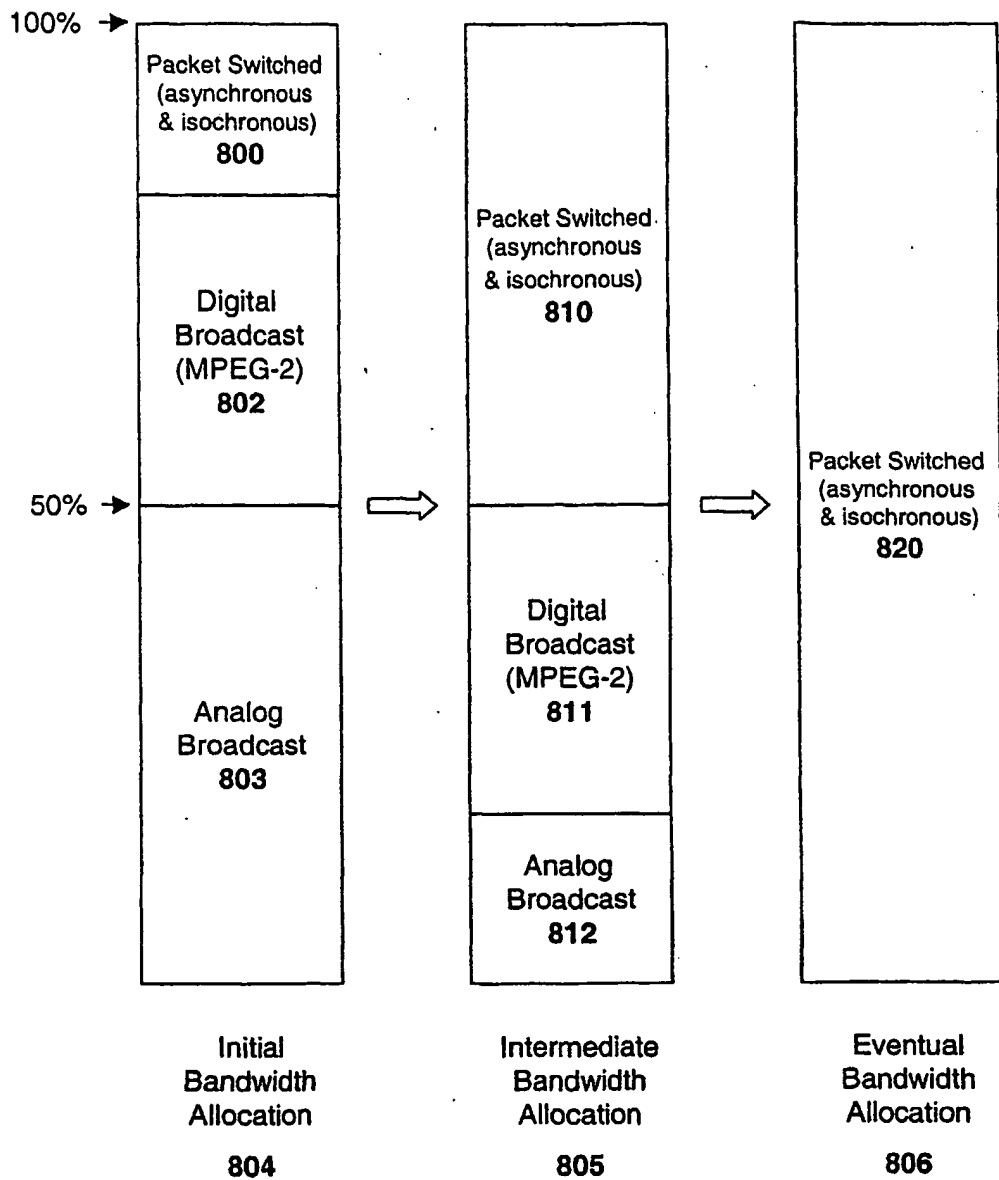 100%
Packet Switched
(asynchronous
& isochronous)
800
Digital
Broadcast
(MPEG-2)
802
50%
Analog
Broadcast
803
Initial
Bandwidth
Allocation
804
Packet Switched
(asynchronous
& isochronous)
810
Digital
Broadcast
(MPEG-2)
811
Analog
Broadcast
812
Intermediate
Bandwidth
Allocation
805
Packet Switched
(asynchronous
& isochronous)
820
Eventual
Bandwidth
Allocation
806